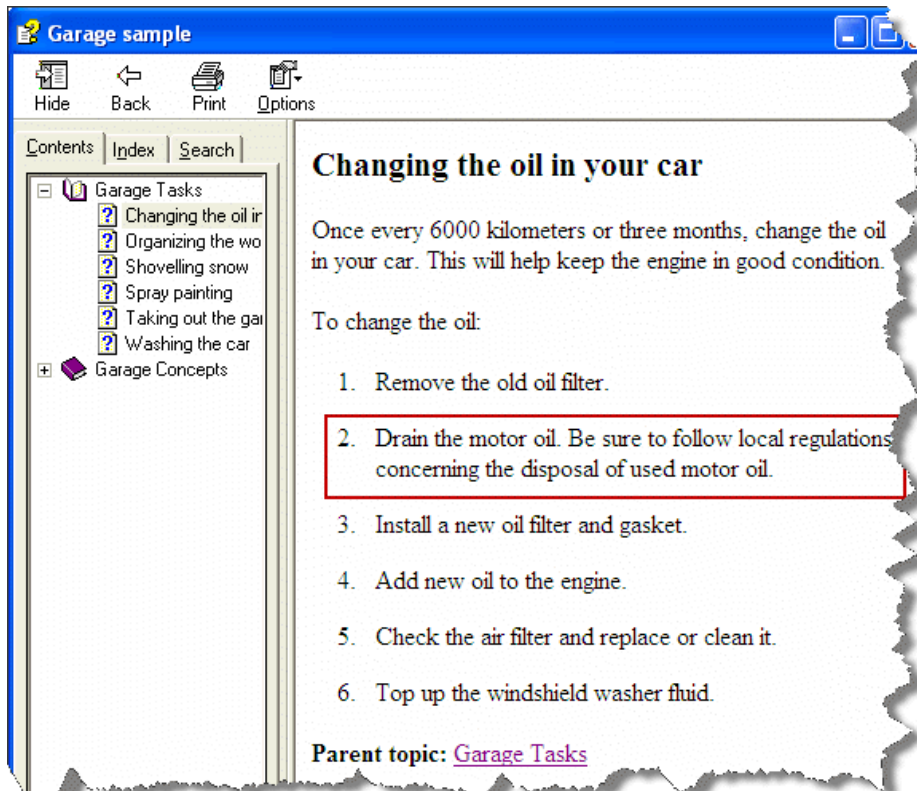 Garage sample
Hide Back Print Options
Contents Index Search
Garage Tasks
Changing the oil in
Organizing the wo
Shovelling snow
Spray painting
Taking out the gar
Washing the car
Garage Concepts
Changing the oil in your car
Once every 6000 kilometers or three months, change the oil
in your car. This will help keep the engine in good condition.
To change the oil:
1. Remove the old oil filter.
2. Drain the motor oil. Be sure to follow local regulations
concerning the disposal of used motor oil.
3. Install a new oil filter and gasket.
4. Add new oil to the engine.
5. Check the air filter and replace or clean it.
6. Top up the windshield washer fluid.
Parent topic: Garage Tasks